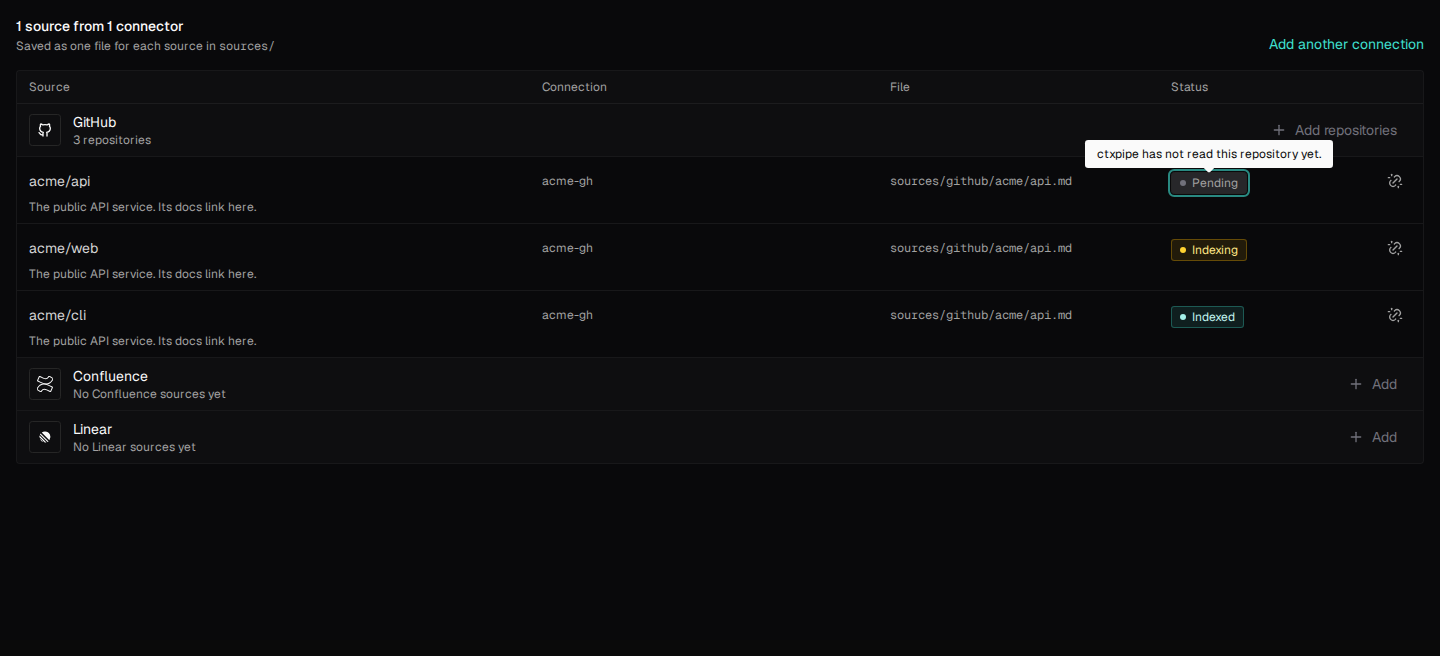 1 source from 1 connector
Saved as one file for each source in sources/
Add another connection
Source Connection File Status
GitHub
3 repositories
Add repositories
ctxpipe has not read this repository yet.
acme/api acme-gh sources/github/acme/api.md Pending
The public API service. Its docs link here.
acme/web acme-gh sources/github/acme/api.md Indexing
The public API service. Its docs link here.
acme/cli acme-gh sources/github/acme/api.md Indexed
The public API service. Its docs link here.
Confluence
No Confluence sources yet
Add
Linear
No Linear sources yet
Add